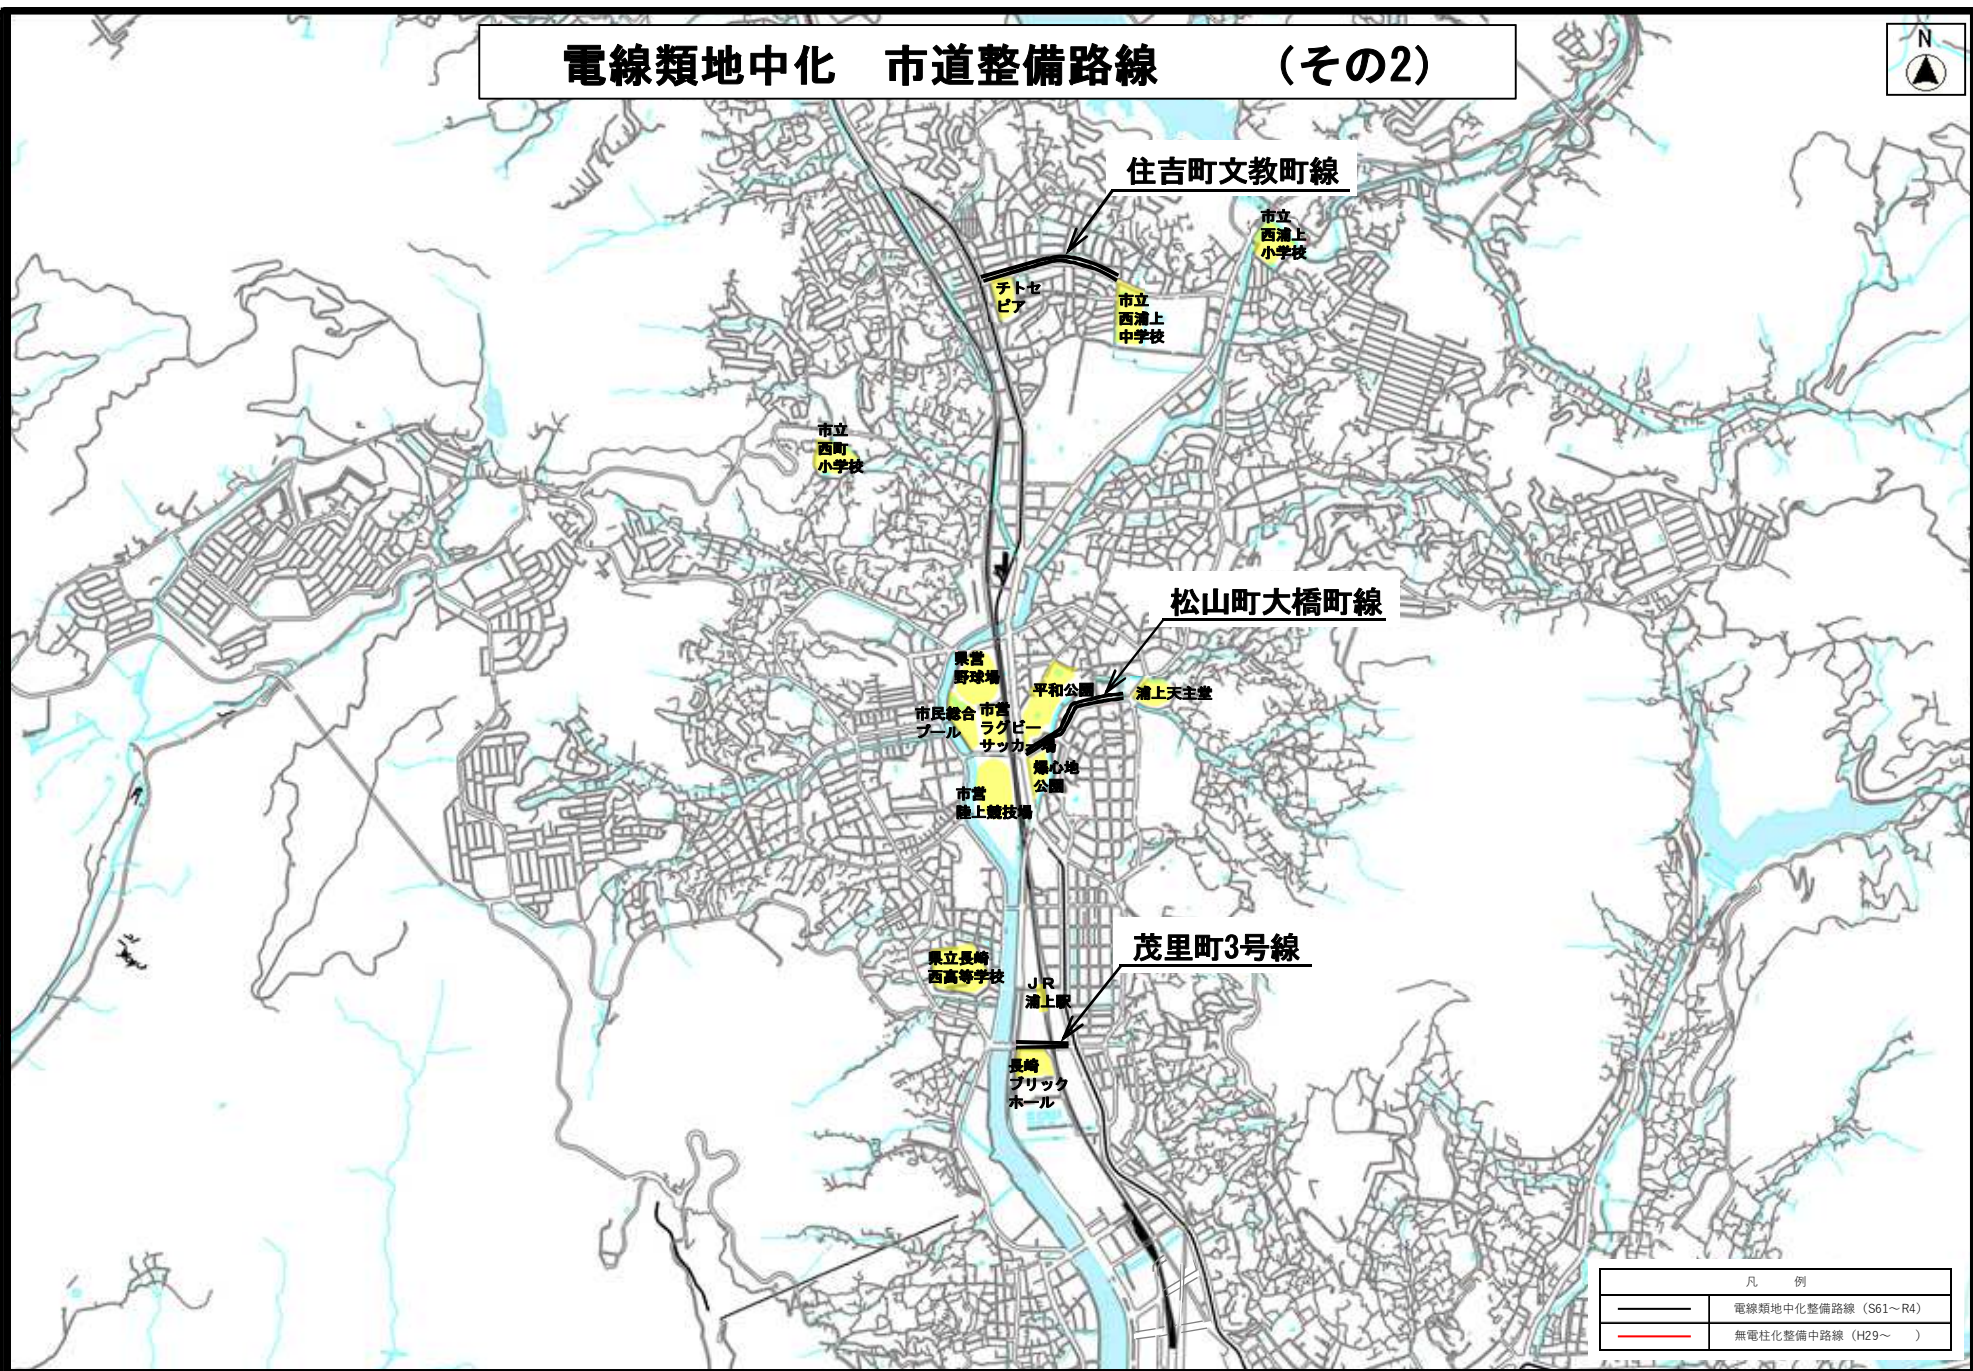 電線類地中化　市道整備路線　　（その2）
N
住吉町文教町線
市立
西浦上
小学校
チトセ
ピア
市立
西浦上
中学校
市立
西町
小学校
松山町大橋町線
県営
野球場
平和公園
浦上天主堂
市民総合
プール
市営
ラグビー
サッカー場
爆心地
公園
市営
陸上競技場
茂里町3号線
県立長崎
西高等学校
ＪＲ
浦上駅
長崎
ブリック
ホール
凡　　例
電線類地中化整備路線（S61～R4）
無電柱化整備中路線（H29～　　）